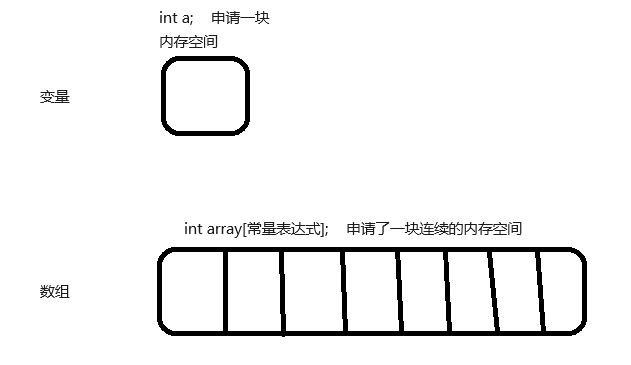 int a; 申请一块
内存空间
变量
int array[常量表达式]; 申请了一块连续的内存空间
数组